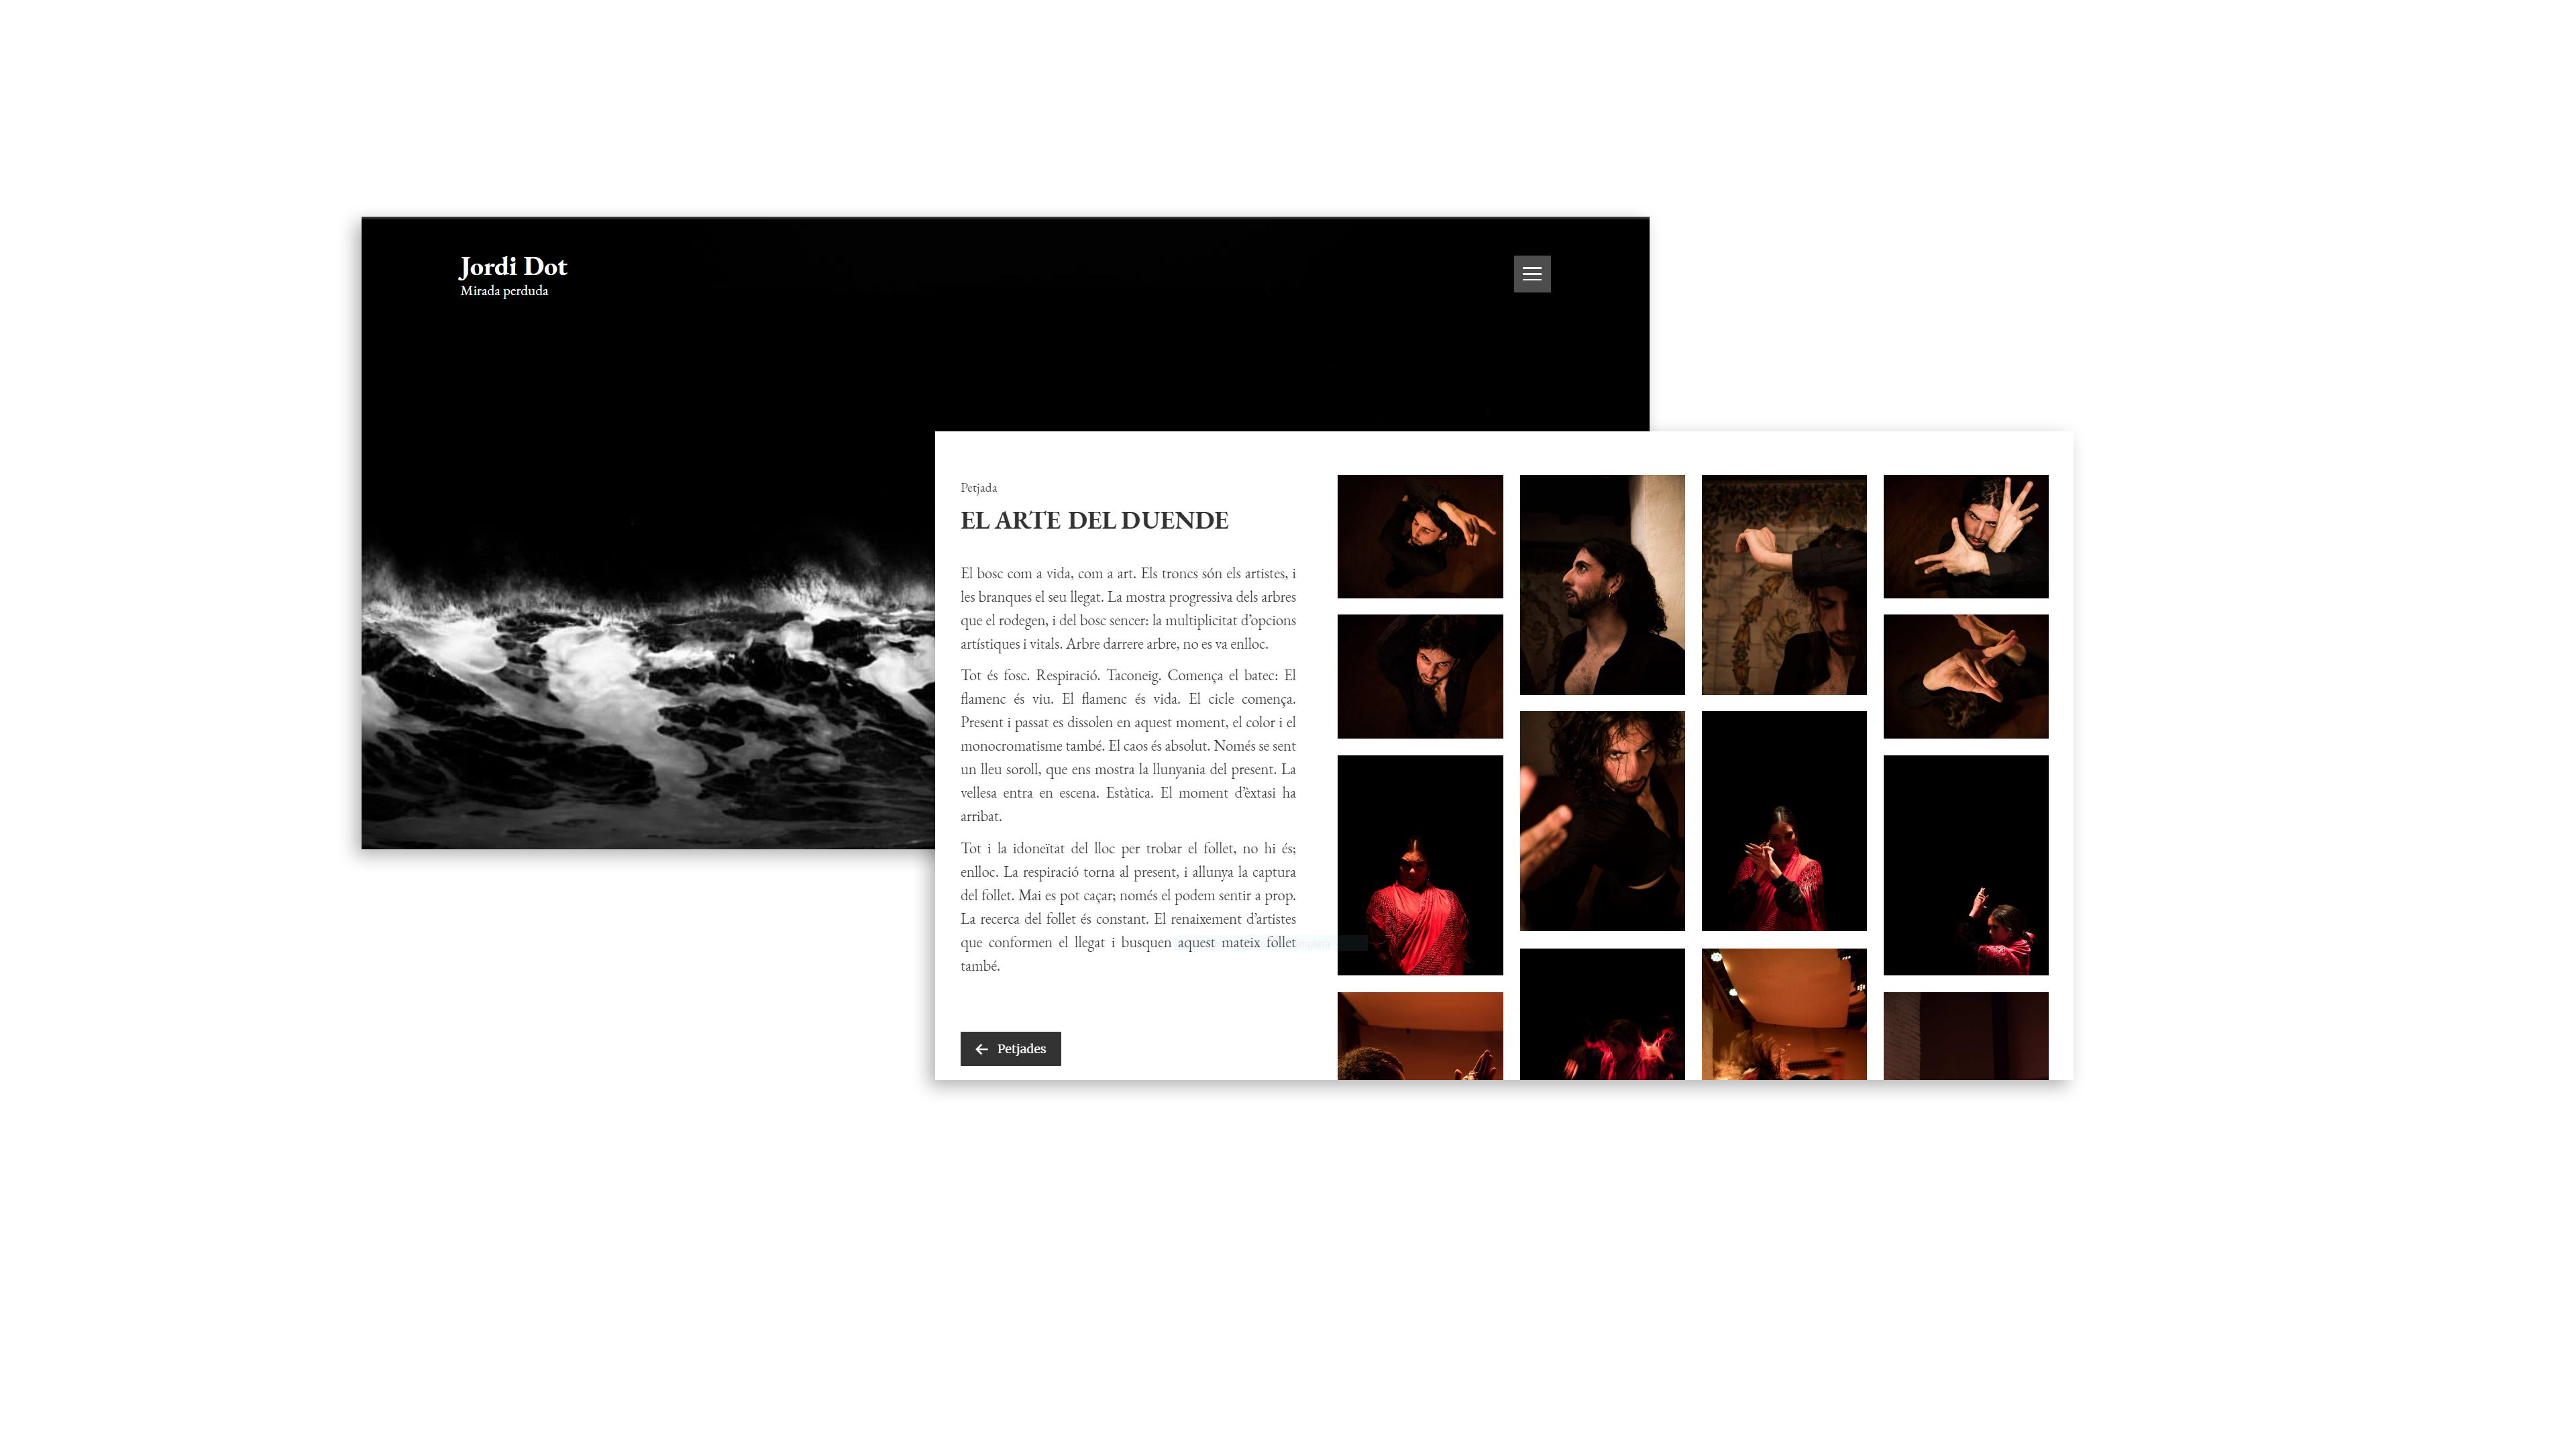 Jordi Dot
Mirada perduda
Petjada
EL ARTE DEL DUENDE
El bosc com a vida, com a art. Els troncs són els artistes, i
les branques el seu llegat. La mostra progressiva dels arbres
que el rodegen, i del bosc sencer: la multiplicitat d’opcions
artístiques i vitals. Arbre darrere arbre, no es va enlloc.
Tot és fosc. Respiració. Taconeig. Comença el batec: El
flamenc és viu. El flamenc és vida. El cicle comença.
Present i passat es dissolen en aquest moment, el color i el
monocromatisme també. El caos és absolut. Només se sent
un lleu soroll, que ens mostra la llunyania del present. La
vellesa entra en escena. Estàtica. El moment d’èxtasi ha
arribat.
Tot i la idoneïtat del lloc per trobar el follet, no hi és;
enlloc. La respiració torna al present, i allunya la captura
del follet. Mai es pot caçar; només el podem sentir a prop.
La recerca del follet és constant. El renaixement d’artistes
que conformen el llegat i busquen aquest mateix follet
també.
Petjades